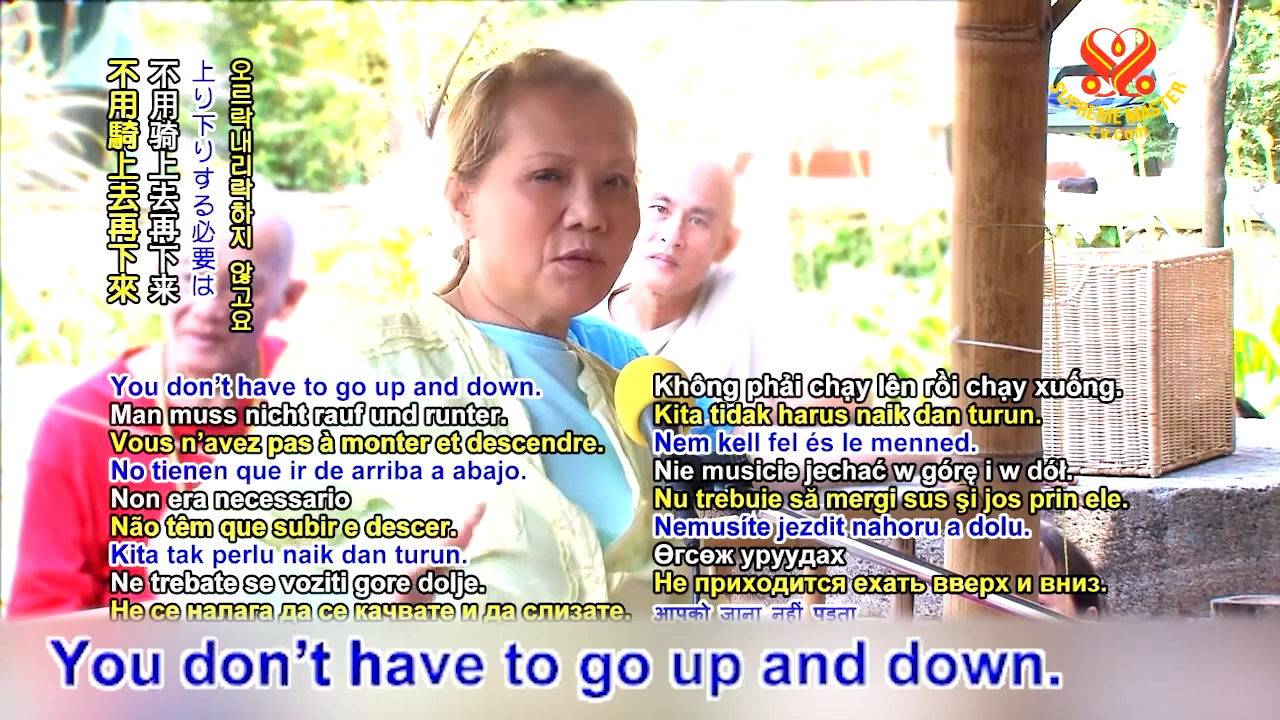 오르락내리락하지 않고요
上り下りする必要は
不用骑上去再下来
不用騎上去再下來
SUPREME MASTER
TV.com
You don't have to go up and down.
Man muss nicht rauf und runter.
Vous n'avez pas à monter et descendre.
No tienen que ir de arriba a abajo.
Non era necessario
Não têm que subir e descer.
Kita tak perlu naik dan turun.
Ne trebate se voziti gore dolje.
Не се налага да се качвате и да слизате.
Không phải chạy lên rồi chạy xuống.
Kita tidak harus naik dan turun.
Nem kell fel és le menned.
Nie musicie jechać w górę i w dół.
Nu trebuie să mergi sus şi jos prin ele.
Nemusíte jezdit nahoru a dolu.
Өгсөж уруудах
Не приходится ехать вверх и вниз.
आपको जाना नहीं पड़ता
You don't have to go up and down.